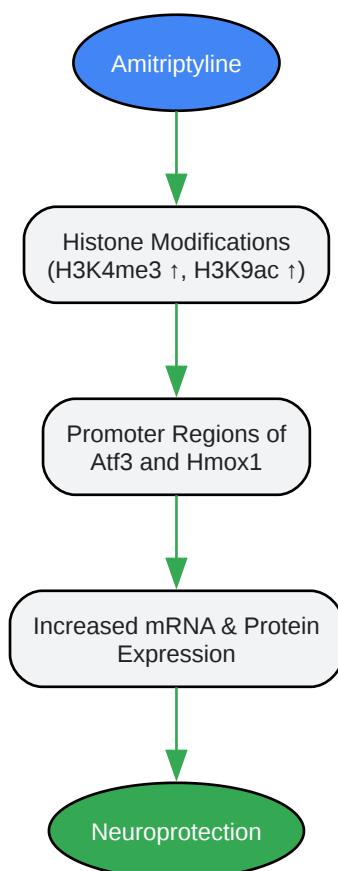 Amitriptyline
Histone Modifications
(H3K4me3 ↑, H3K9ac ↑)
Promoter Regions of
Atf3 and Hmox1
Increased mRNA & Protein
Expression
Neuroprotection